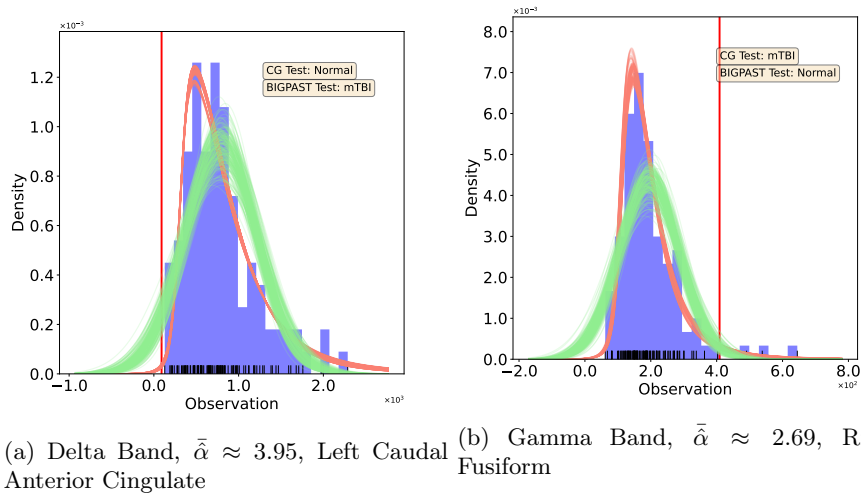 ×10⁻³
1.2
1.0
0.8
0.6
0.4
0.2
0.0
Density
CG Test: Normal
BIGPAST Test: mTBI
−1.0 0.0 1.0 2.0
Observation
×10³
×10⁻³
8.0
7.0
6.0
5.0
4.0
3.0
2.0
1.0
0.0
Density
CG Test: mTBI
BIGPAST Test: Normal
−2.0 0.0 2.0 4.0 6.0 8.0
Observation
×10²
(a) Delta Band, $\bar{\hat{α}}$ ≈ 3.95, Left Caudal
Anterior Cingulate
(b) Gamma Band, $\bar{\hat{α}}$ ≈ 2.69, R
Fusiform